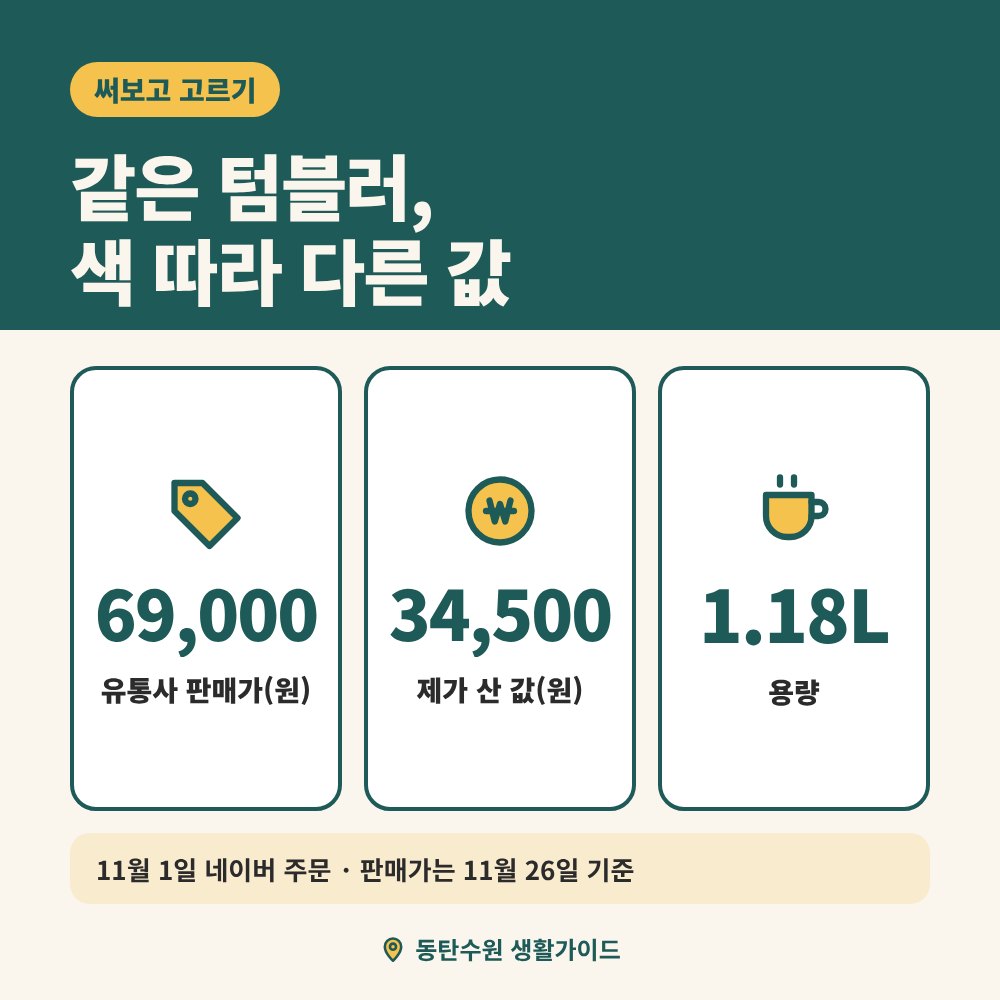 써보고 고르기
같은 텀블러,
색 따라 다른 값
₩
69,000
유통사 판매가(원)
34,500
제가 산 값(원)
1.18L
용량
11월 1일 네이버 주문 · 판매가는 11월 26일 기준
동탄수원 생활가이드